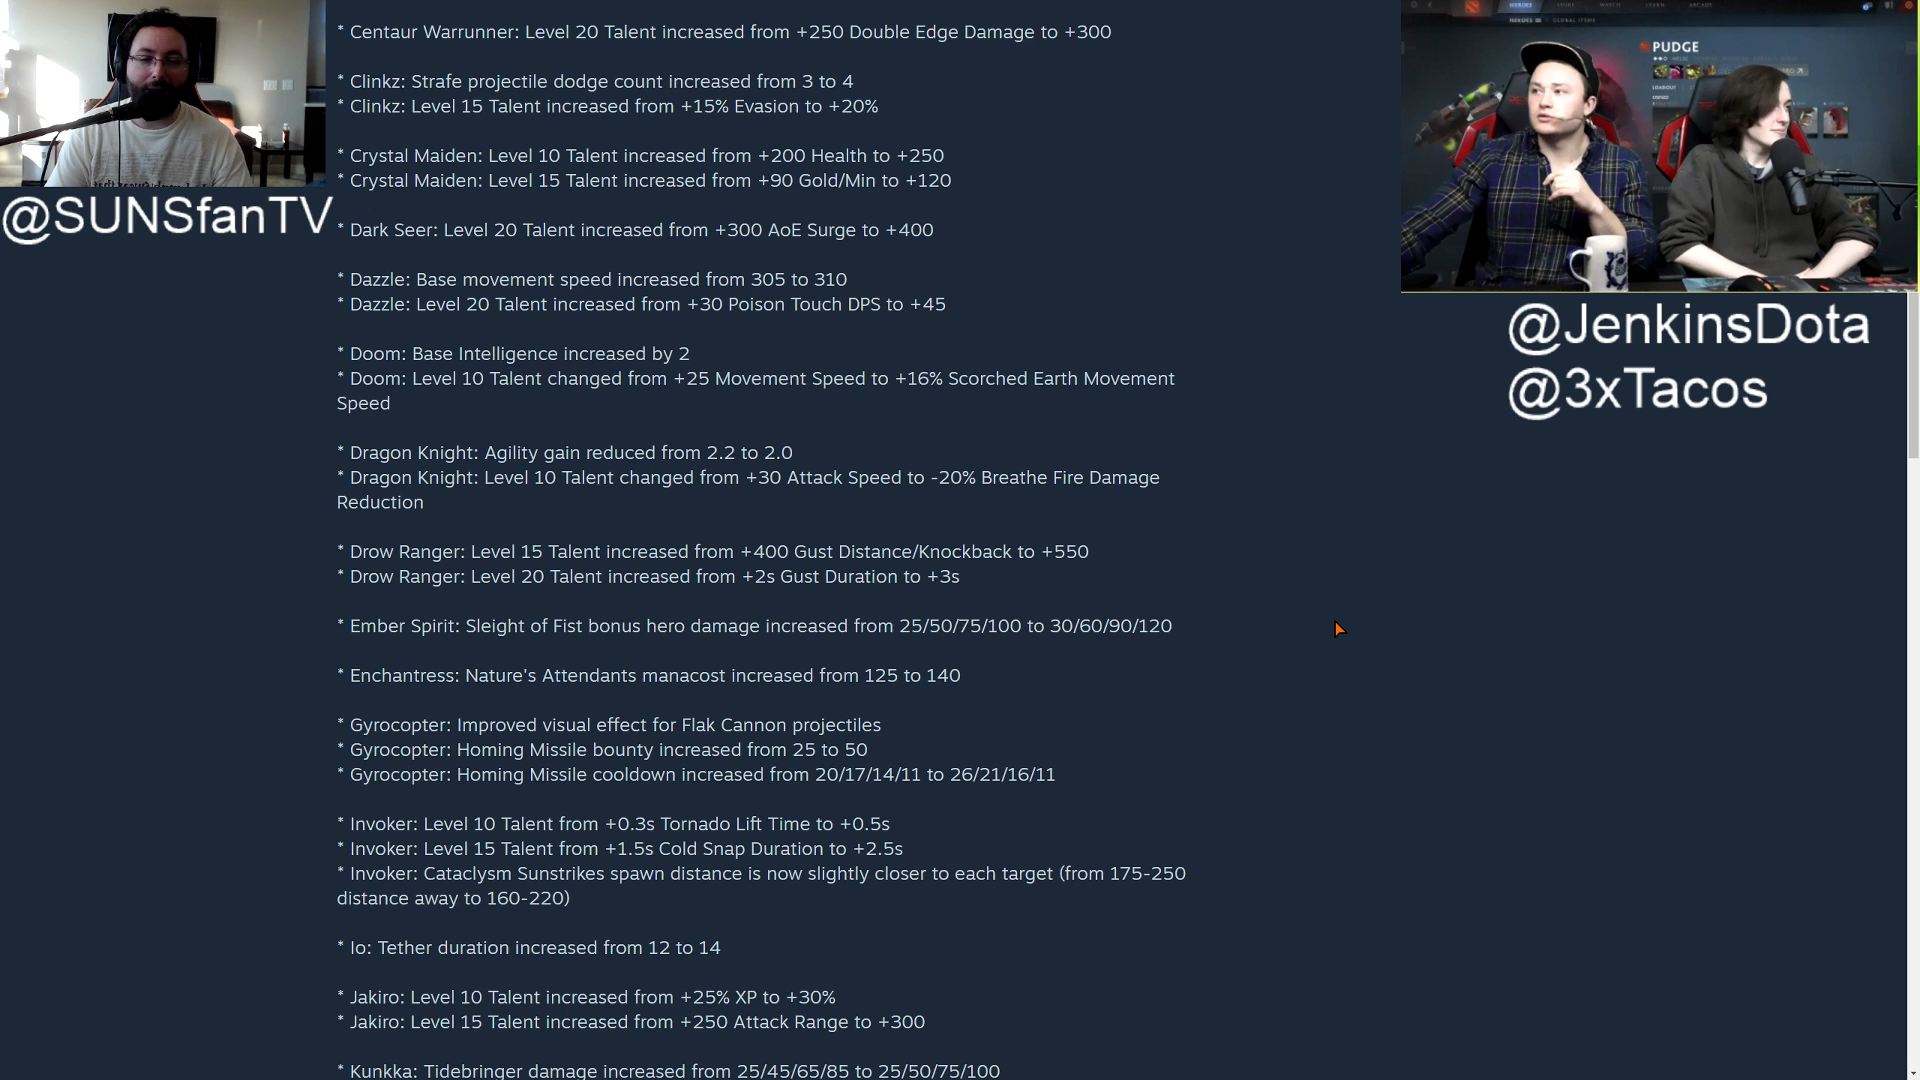 * Centaur Warrunner: Level 20 Talent increased from +250 Double Edge Damage to +300
* Clinkz: Strafe projectile dodge count increased from 3 to 4
* Clinkz: Level 15 Talent increased from +15% Evasion to +20%
* Crystal Maiden: Level 10 Talent increased from +200 Health to +250
* Crystal Maiden: Level 15 Talent increased from +90 Gold/Min to +120
* Dark Seer: Level 20 Talent increased from +300 AoE Surge to +400
* Dazzle: Base movement speed increased from 305 to 310
* Dazzle: Level 20 Talent increased from +30 Poison Touch DPS to +45
* Doom: Base Intelligence increased by 2
* Doom: Level 10 Talent changed from +25 Movement Speed to +16% Scorched Earth Movement
Speed
* Dragon Knight: Agility gain reduced from 2.2 to 2.0
* Dragon Knight: Level 10 Talent changed from +30 Attack Speed to -20% Breathe Fire Damage
Reduction
* Drow Ranger: Level 15 Talent increased from +400 Gust Distance/Knockback to +550
* Drow Ranger: Level 20 Talent increased from +2s Gust Duration to +3s
* Ember Spirit: Sleight of Fist bonus hero damage increased from 25/50/75/100 to 30/60/90/120
* Enchantress: Nature's Attendants manacost increased from 125 to 140
* Gyrocopter: Improved visual effect for Flak Cannon projectiles
* Gyrocopter: Homing Missile bounty increased from 25 to 50
* Gyrocopter: Homing Missile cooldown increased from 20/17/14/11 to 26/21/16/11
* Invoker: Level 10 Talent from +0.3s Tornado Lift Time to +0.5s
* Invoker: Level 15 Talent from +1.5s Cold Snap Duration to +2.5s
* Invoker: Cataclysm Sunstrikes spawn distance is now slightly closer to each target (from 175-250
distance away to 160-220)
* Io: Tether duration increased from 12 to 14
* Jakiro: Level 10 Talent increased from +25% XP to +30%
* Jakiro: Level 15 Talent increased from +250 Attack Range to +300
* Kunkka: Tidebringer damage increased from 25/45/65/85 to 25/50/75/100
@SUNSfanTV
HEROES
PUDGE
@JenkinsDota
@3xTacos